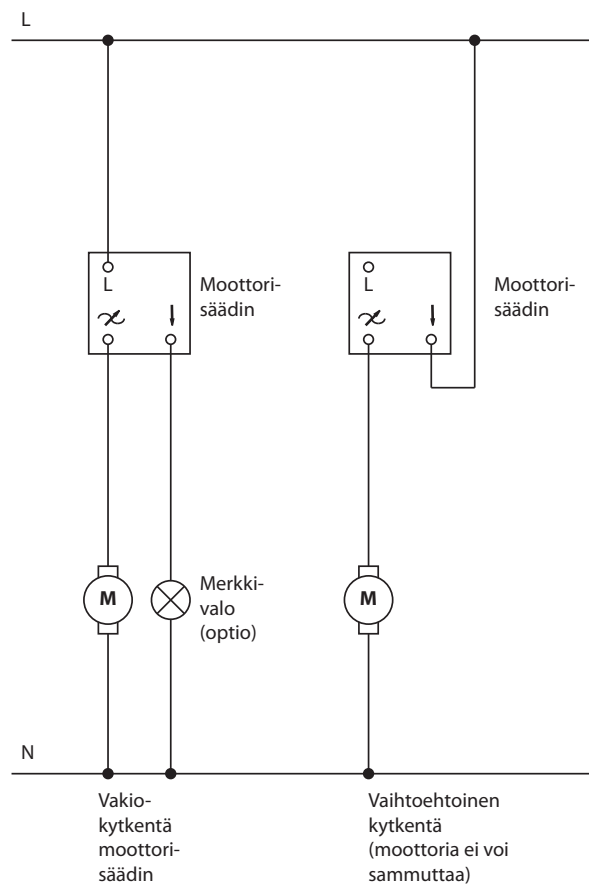 L
L
Moottori-
säädin
L
Moottori-
säädin
M
Merkki-
valo
(optio)
M
N
Vakio-
kytkentä
moottori-
säädin
Vaihtoehtoinen
kytkentä
(moottoria ei voi
sammuttaa)